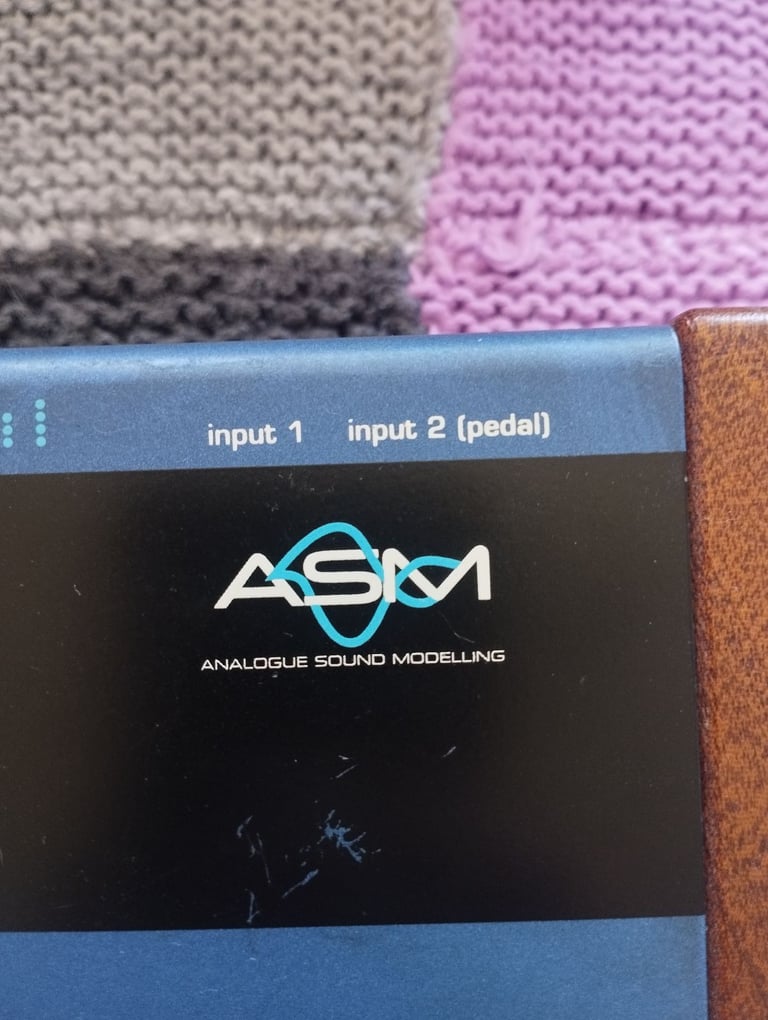 input 1 input 2 (pedal)
ASM
ANALOGUE SOUND MODELLING